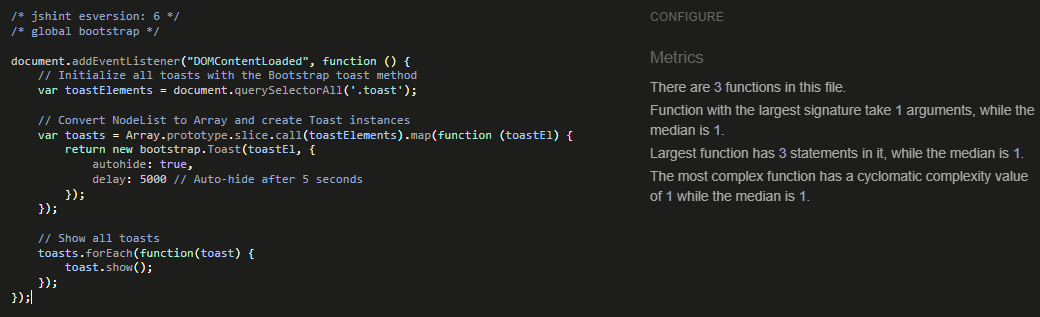 /* jshint esversion: 6 */
/* global bootstrap */
document.addEventListener("DOMContentLoaded", function () {
    // Initialize all toasts with the Bootstrap toast method
    var toastElements = document.querySelectorAll('.toast');
    // Convert NodeList to Array and create Toast instances
    var toasts = Array.prototype.slice.call(toastElements).map(function (toastEl) {
        return new bootstrap.Toast(toastEl, {
            autohide: true,
            delay: 5000 // Auto-hide after 5 seconds
        });
    });
    // Show all toasts
    toasts.forEach(function(toast) {
        toast.show();
    });
});
CONFIGURE
Metrics
There are 3 functions in this file.
Function with the largest signature take 1 arguments, while the
median is 1.
Largest function has 3 statements in it, while the median is 1.
The most complex function has a cyclomatic complexity value
of 1 while the median is 1.